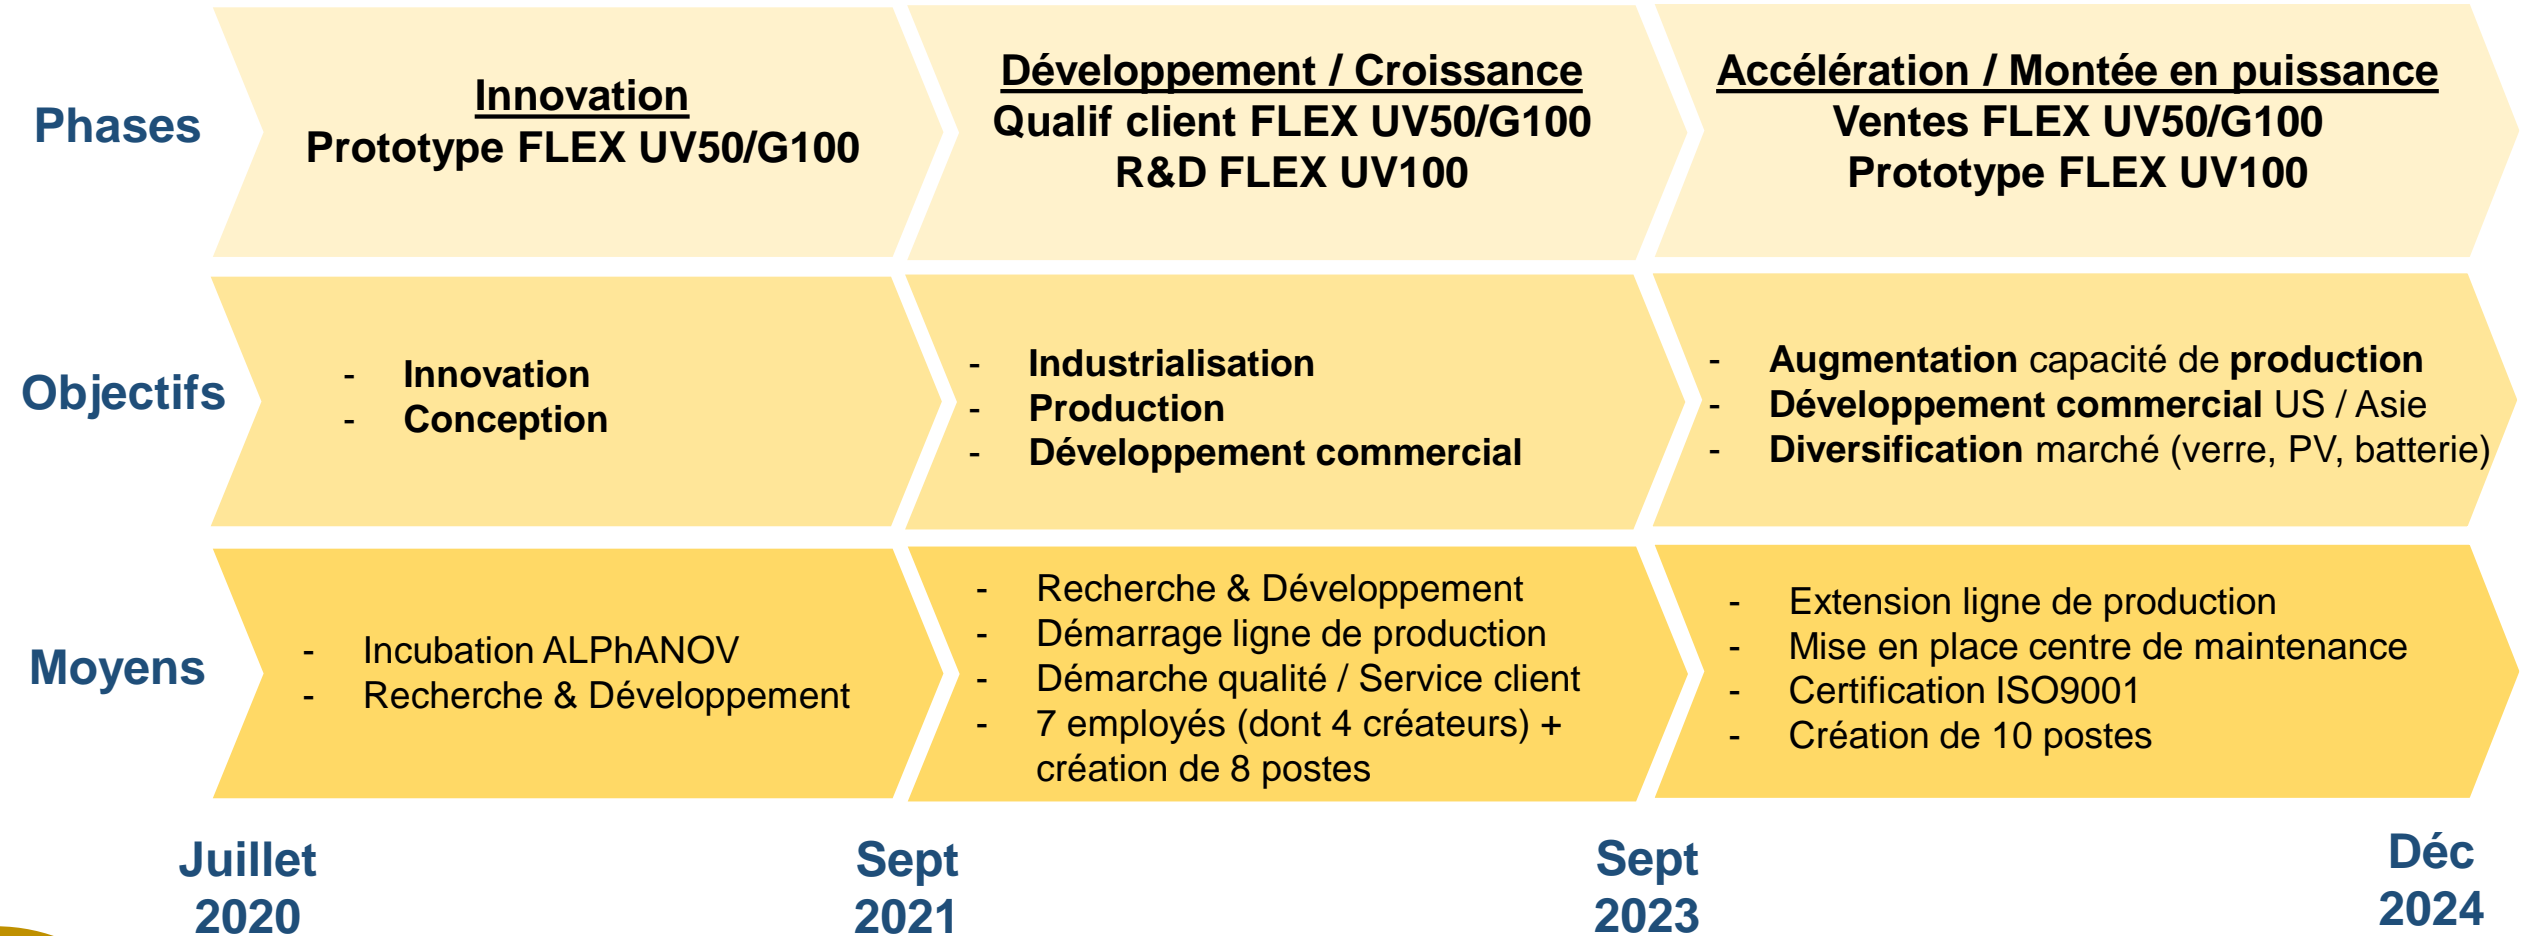 Phases
Innovation
Prototype FLEX UV50/G100
Développement / Croissance
Qualif client FLEX UV50/G100
R&D FLEX UV100
Accélération / Montée en puissance
Ventes FLEX UV50/G100
Prototype FLEX UV100
Objectifs
- Innovation
- Conception
- Industrialisation
- Production
- Développement commercial
- Augmentation capacité de production
- Développement commercial US / Asie
- Diversification marché (verre, PV, batterie)
Moyens
- Incubation ALPhANOV
- Recherche & Développement
- Recherche & Développement
- Démarrage ligne de production
- Démarche qualité / Service client
- 7 employés (dont 4 créateurs) +
création de 8 postes
- Extension ligne de production
- Mise en place centre de maintenance
- Certification ISO9001
- Création de 10 postes
Juillet
2020
Sept
2021
Sept
2023
Déc
2024